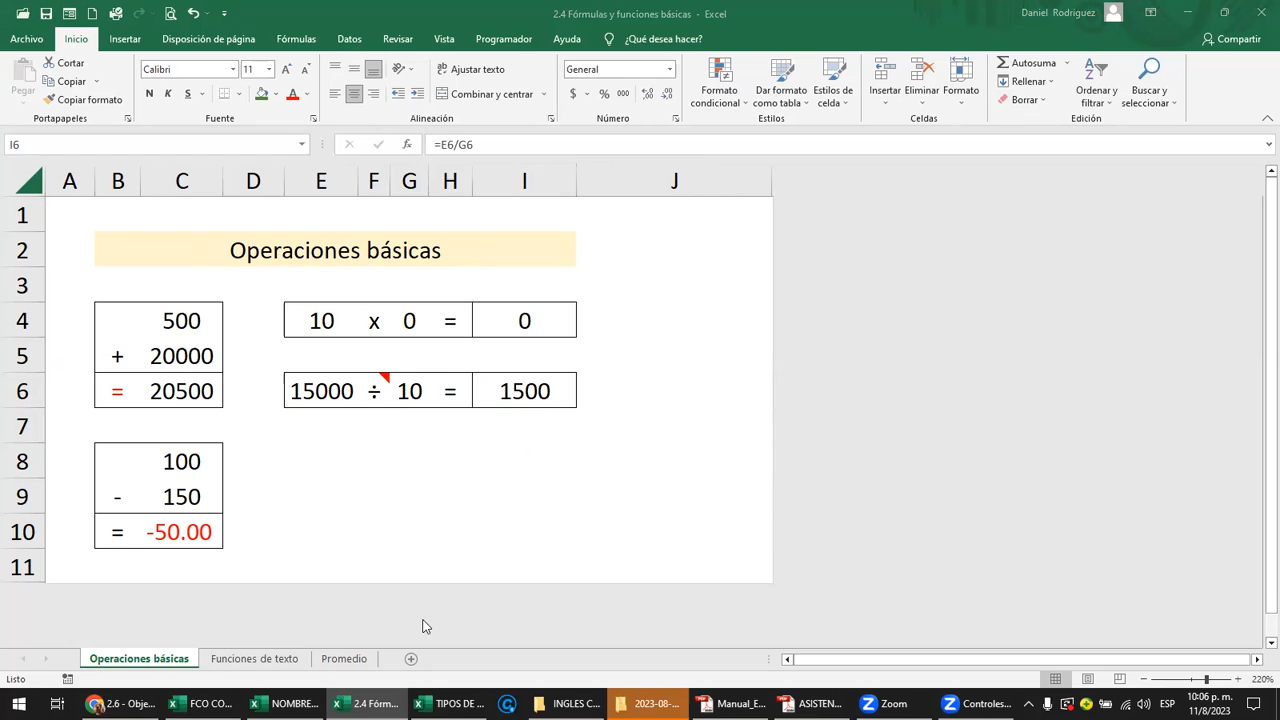 2.4 Fórmulas y funciones básicas - Excel
Daniel Rodriguez
Archivo Inicio Insertar Disposición de página Fórmulas Datos Revisar Vista Programador Ayuda ¿Qué desea hacer? Compartir
Pegar
Cortar
Copiar
Copiar formato
Portapapeles
Calibri 11
N K S
Fuente
Ajustar texto
Combinar y centrar
Alineación
General
$ % 000
Número
Formato condicional
Dar formato como tabla
Estilos de celda
Estilos
Insertar Eliminar Formato
Celdas
Autosuma
Rellenar
Borrar
Ordenar y filtrar
Buscar y seleccionar
Edición
I6 fx =E6/G6
A B C D E F G H I J
1
2 Operaciones básicas
3
4 500 10 x 0 = 0
5 + 20000
6 = 20500 15000 ÷ 10 = 1500
7
8 100
9 - 150
10 = -50.00
11
Operaciones básicas Funciones de texto Promedio
Listo 220%
2.6 - Obje... FCO CO... NOMBRE... 2.4 Fórm... TIPOS DE ... INGLES C... 2023-08-... Manual_E... ASISTEN... Zoom Controles... ESP 10:06 p. m.
11/8/2023